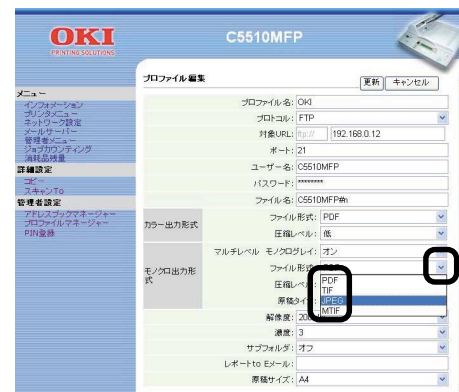 OKI
PRINTING SOLUTIONS
C5510MFP
プロファイル編集
更新 キャンセル
メニュー
インフォメーション
プリンタメニュー
ネットワーク設定
メールサーバー
管理者メニュー
ジョブカウンティング
消耗品残量
詳細設定
コピー
スキャンTo
管理者設定
アドレスブックマネージャー
プロファイルマネージャー
PIN登録
プロファイル名: OKI
プロトコル: FTP
対象URL: ftp:// 192.168.0.12
ポート: 21
ユーザー名: C5510MFP
パスワード: ********
ファイル名: C5510MFP#n
カラー出力形式
ファイル形式: PDF
圧縮レベル: 低
マルチレベル モノクログレイ: オン
モノクロ出力形式
ファイル形式: PDF
圧縮レベル:
PDF
TIF
JPEG
MTIF
原稿タイプ:
解像度: 200
濃度: 3
サブフォルダ: オフ
レポートto Eメール:
原稿サイズ: A4